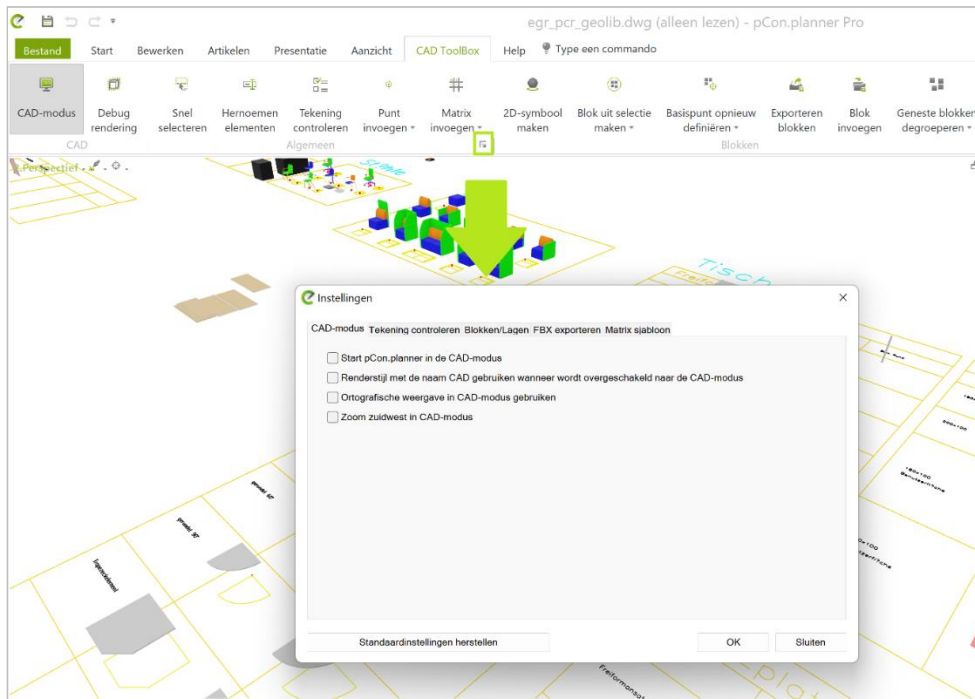 egr_pcr_geolib.dwg (alleen lezen) - pCon.planner Pro
Bestand Start Bewerken Artikelen Presentatie Aanzicht CAD ToolBox Help Type een commando
CAD-modus Debug rendering Snel selecteren Hernoemen elementen Tekening controleren Punt invoegen Matrix invoegen 2D-symbool maken Blok uit selectie maken Basispunt opnieuw definiëren Exporteren blokken Blok invoegen Geneste blokken degroeperen
CAD Algemeen Blokken
Perspectief
Tisch
Instellingen
CAD-modus Tekening controleren Blokken/Lagen FBX exporteren Matrix sjabloon
Start pCon.planner in de CAD-modus
Renderstijl met de naam CAD gebruiken wanneer wordt overgeschakeld naar de CAD-modus
Ortografische weergave in CAD-modus gebruiken
Zoom zuidwest in CAD-modus
Standaardinstellingen herstellen OK Sluiten